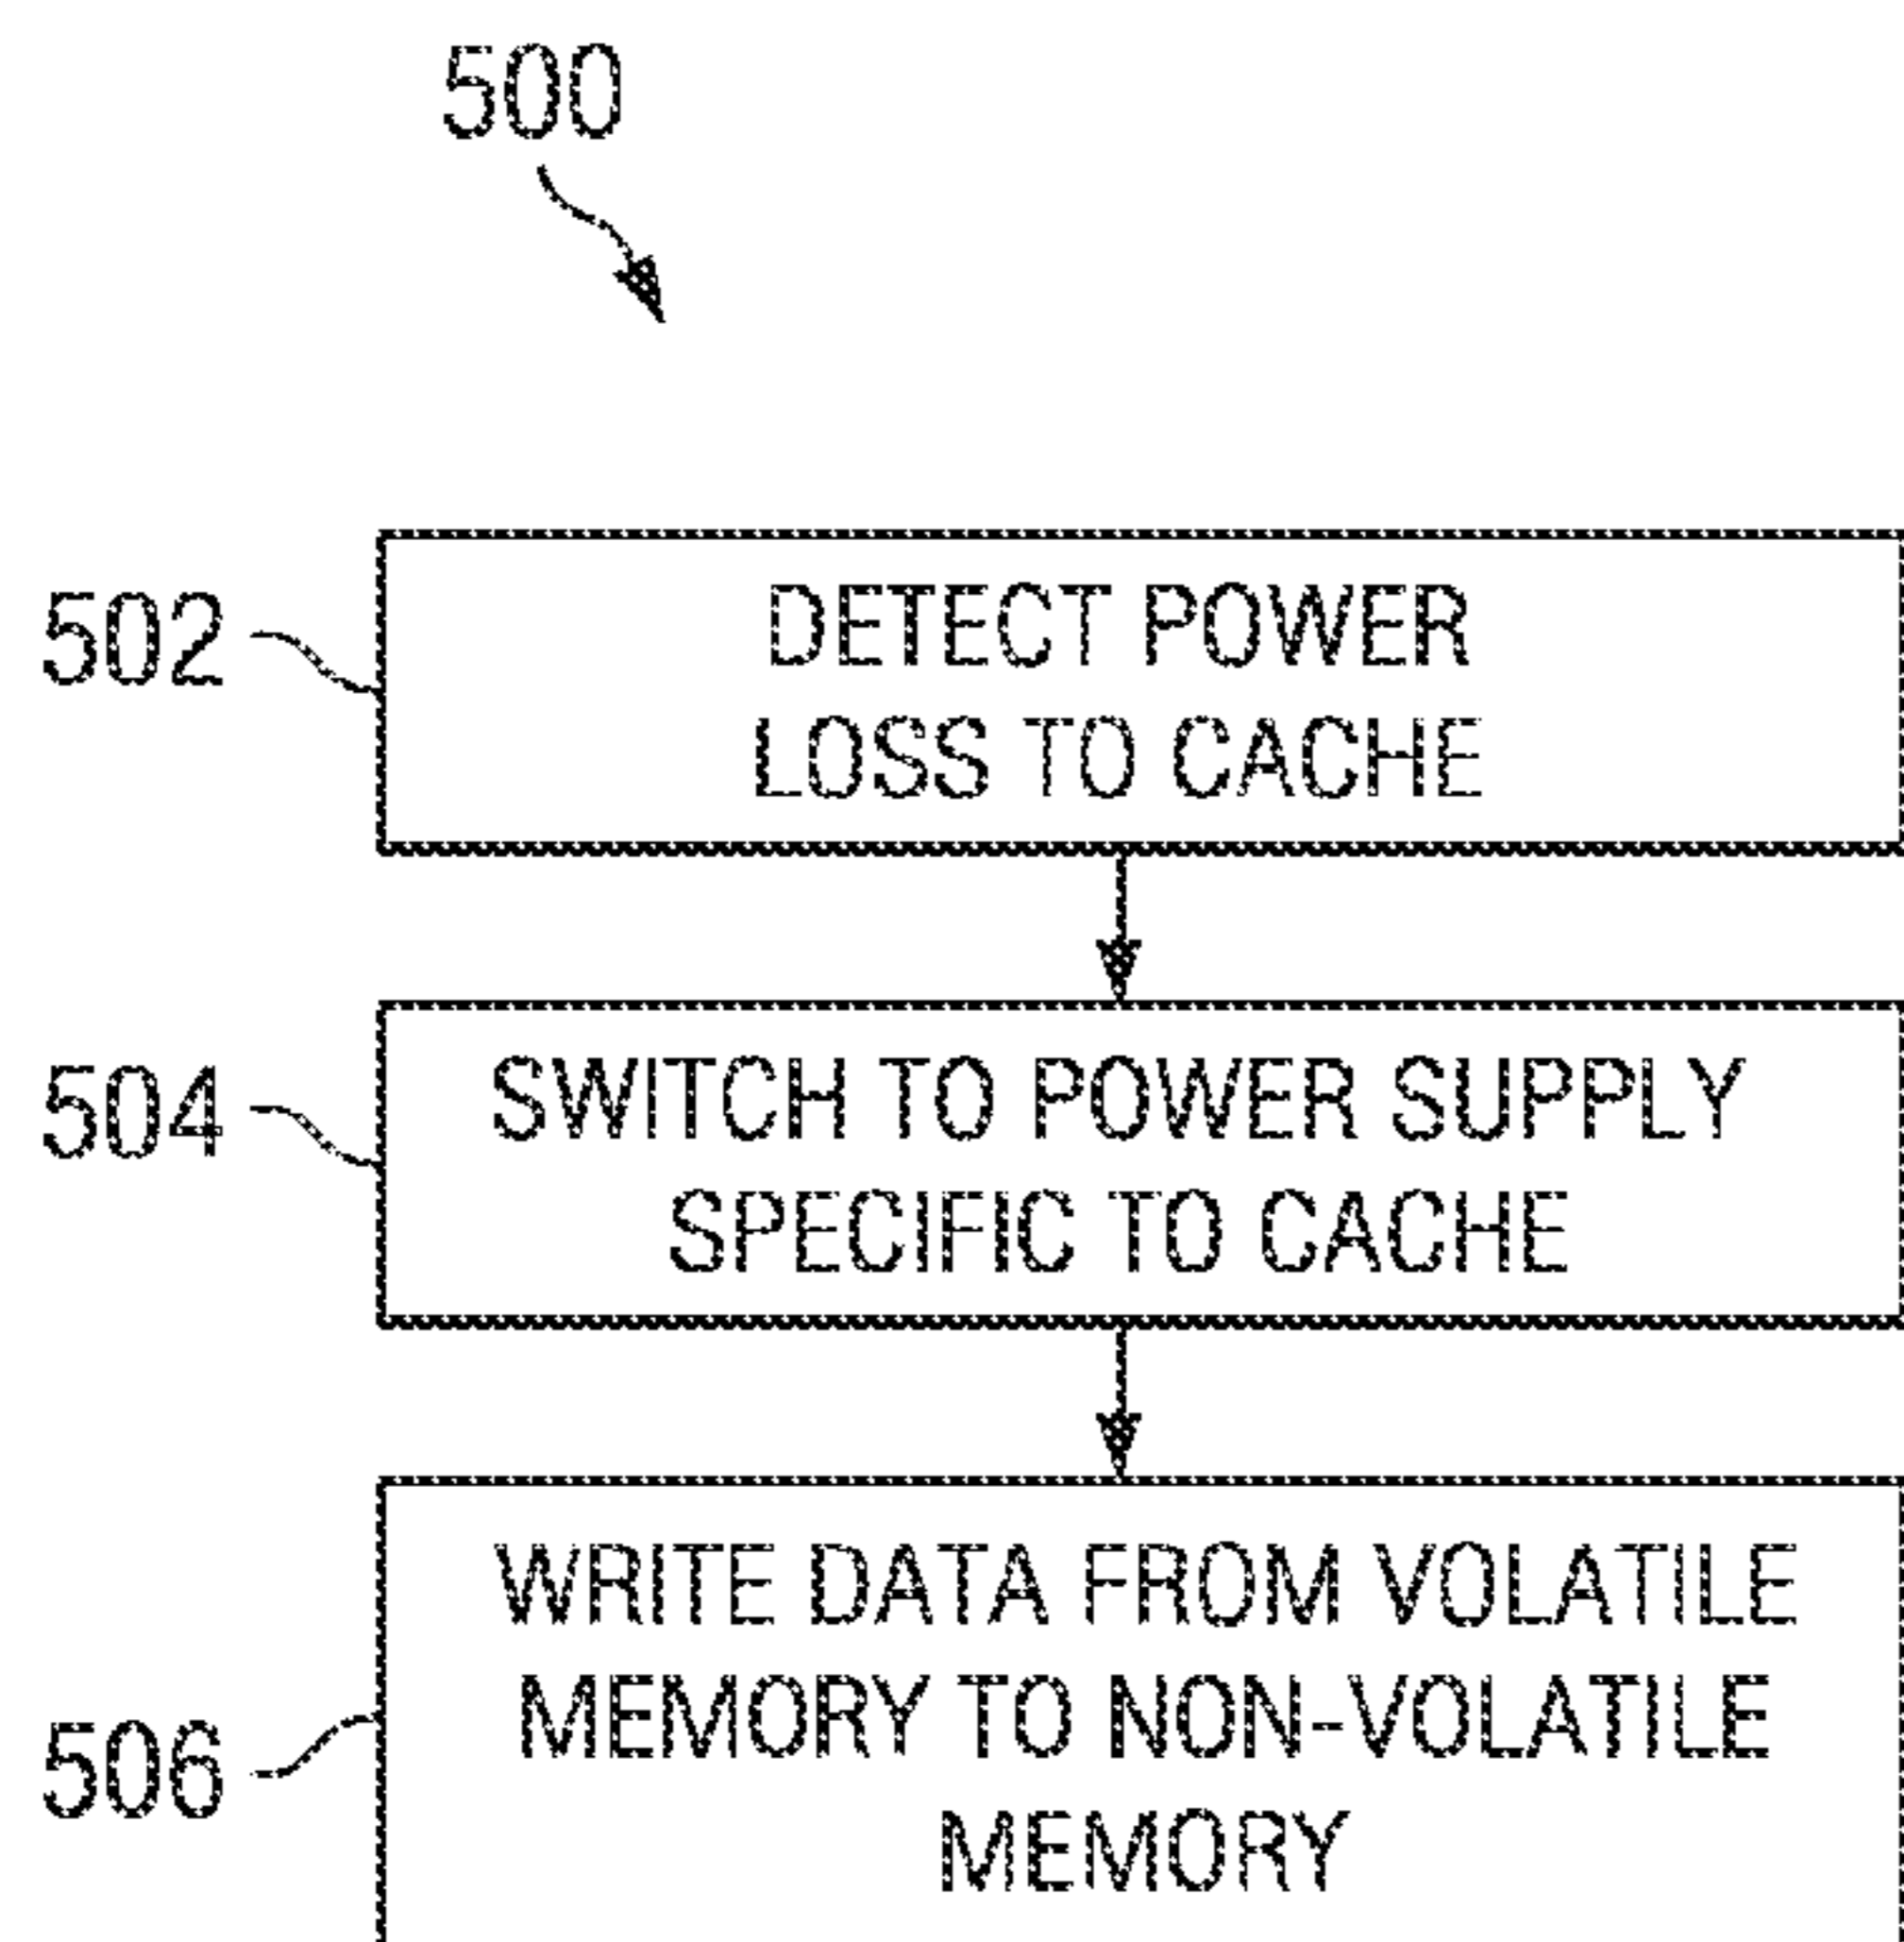 500
502
DETECT POWER
LOSS TO CACHE
504
SWITCH TO POWER SUPPLY
SPECIFIC TO CACHE
506
WRITE DATA FROM VOLATILE
MEMORY TO NON-VOLATILE
MEMORY